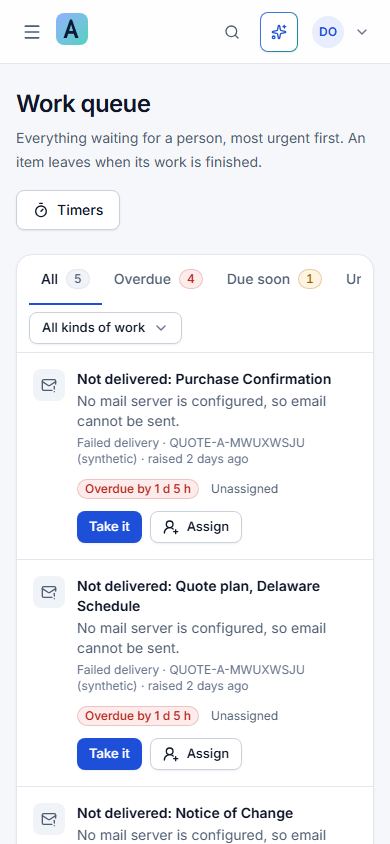 A
DO
Work queue
Everything waiting for a person, most urgent first. An
item leaves when its work is finished.
Timers
All 5 Overdue 4 Due soon 1 Ur
All kinds of work
Not delivered: Purchase Confirmation
No mail server is configured, so email
cannot be sent.
Failed delivery · QUOTE-A-MWUXWSJU
(synthetic) · raised 2 days ago
Overdue by 1 d 5 h Unassigned
Take it Assign
Not delivered: Quote plan, Delaware
Schedule
No mail server is configured, so email
cannot be sent.
Failed delivery · QUOTE-A-MWUXWSJU
(synthetic) · raised 2 days ago
Overdue by 1 d 5 h Unassigned
Take it Assign
Not delivered: Notice of Change
No mail server is configured, so email